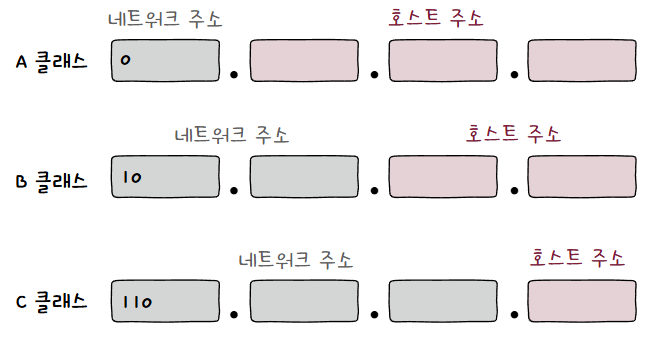 네트워크 주소 호스트 주소
A 클래스 0 . . .
네트워크 주소 호스트 주소
B 클래스 10 . . .
네트워크 주소 호스트 주소
C 클래스 110 . . .